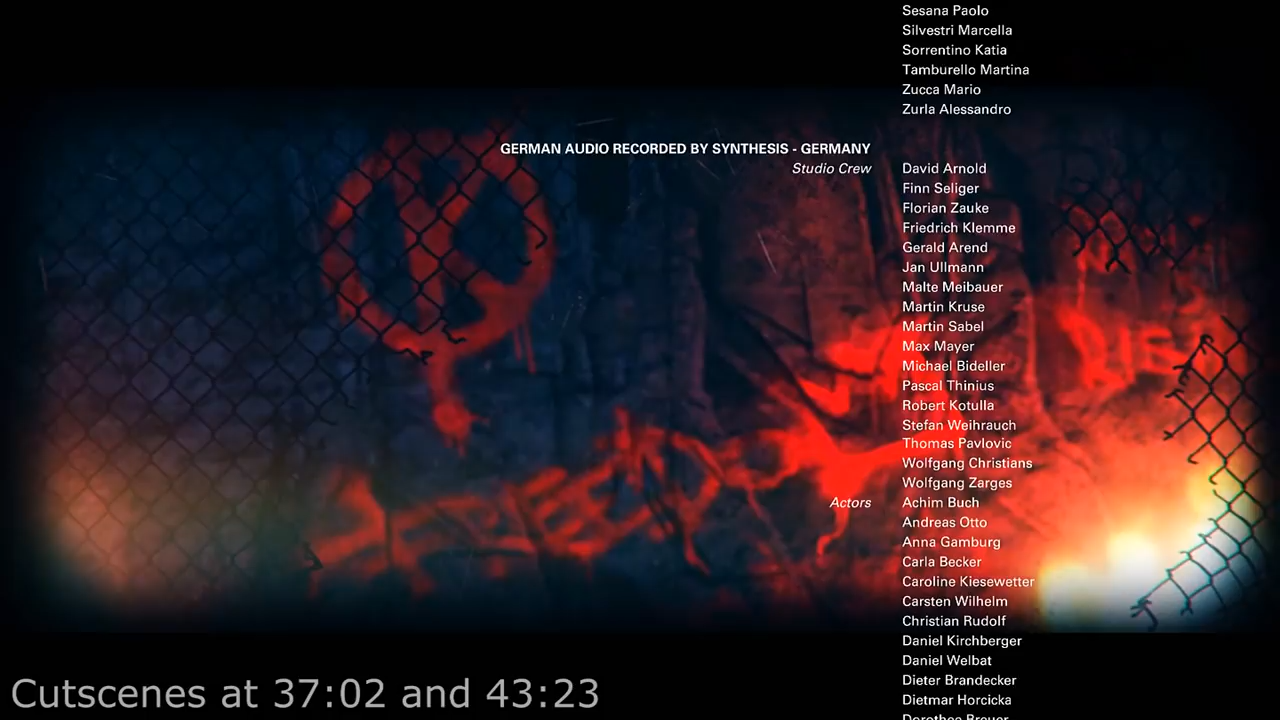 Sesana Paolo
Silvestri Marcella
Sorrentino Katia
Tamburello Martina
Zucca Mario
Zurla Alessandro
GERMAN AUDIO RECORDED BY SYNTHESIS - GERMANY
Studio Crew David Arnold
Finn Seliger
Florian Zauke
Friedrich Klemme
Gerald Arend
Jan Ullmann
Malte Meibauer
Martin Kruse
Martin Sabel
Max Mayer
Michael Bideller
Pascal Thinius
Robert Kotulla
Stefan Weihrauch
Thomas Pavlovic
Wolfgang Christians
Wolfgang Zarges
Actors Achim Buch
Andreas Otto
Anna Gamburg
Carla Becker
Caroline Kiesewetter
Carsten Wilhelm
Christian Rudolf
Daniel Kirchberger
Daniel Welbat
Dieter Brandecker
Dietmar Horcicka
Cutscenes at 37:02 and 43:23